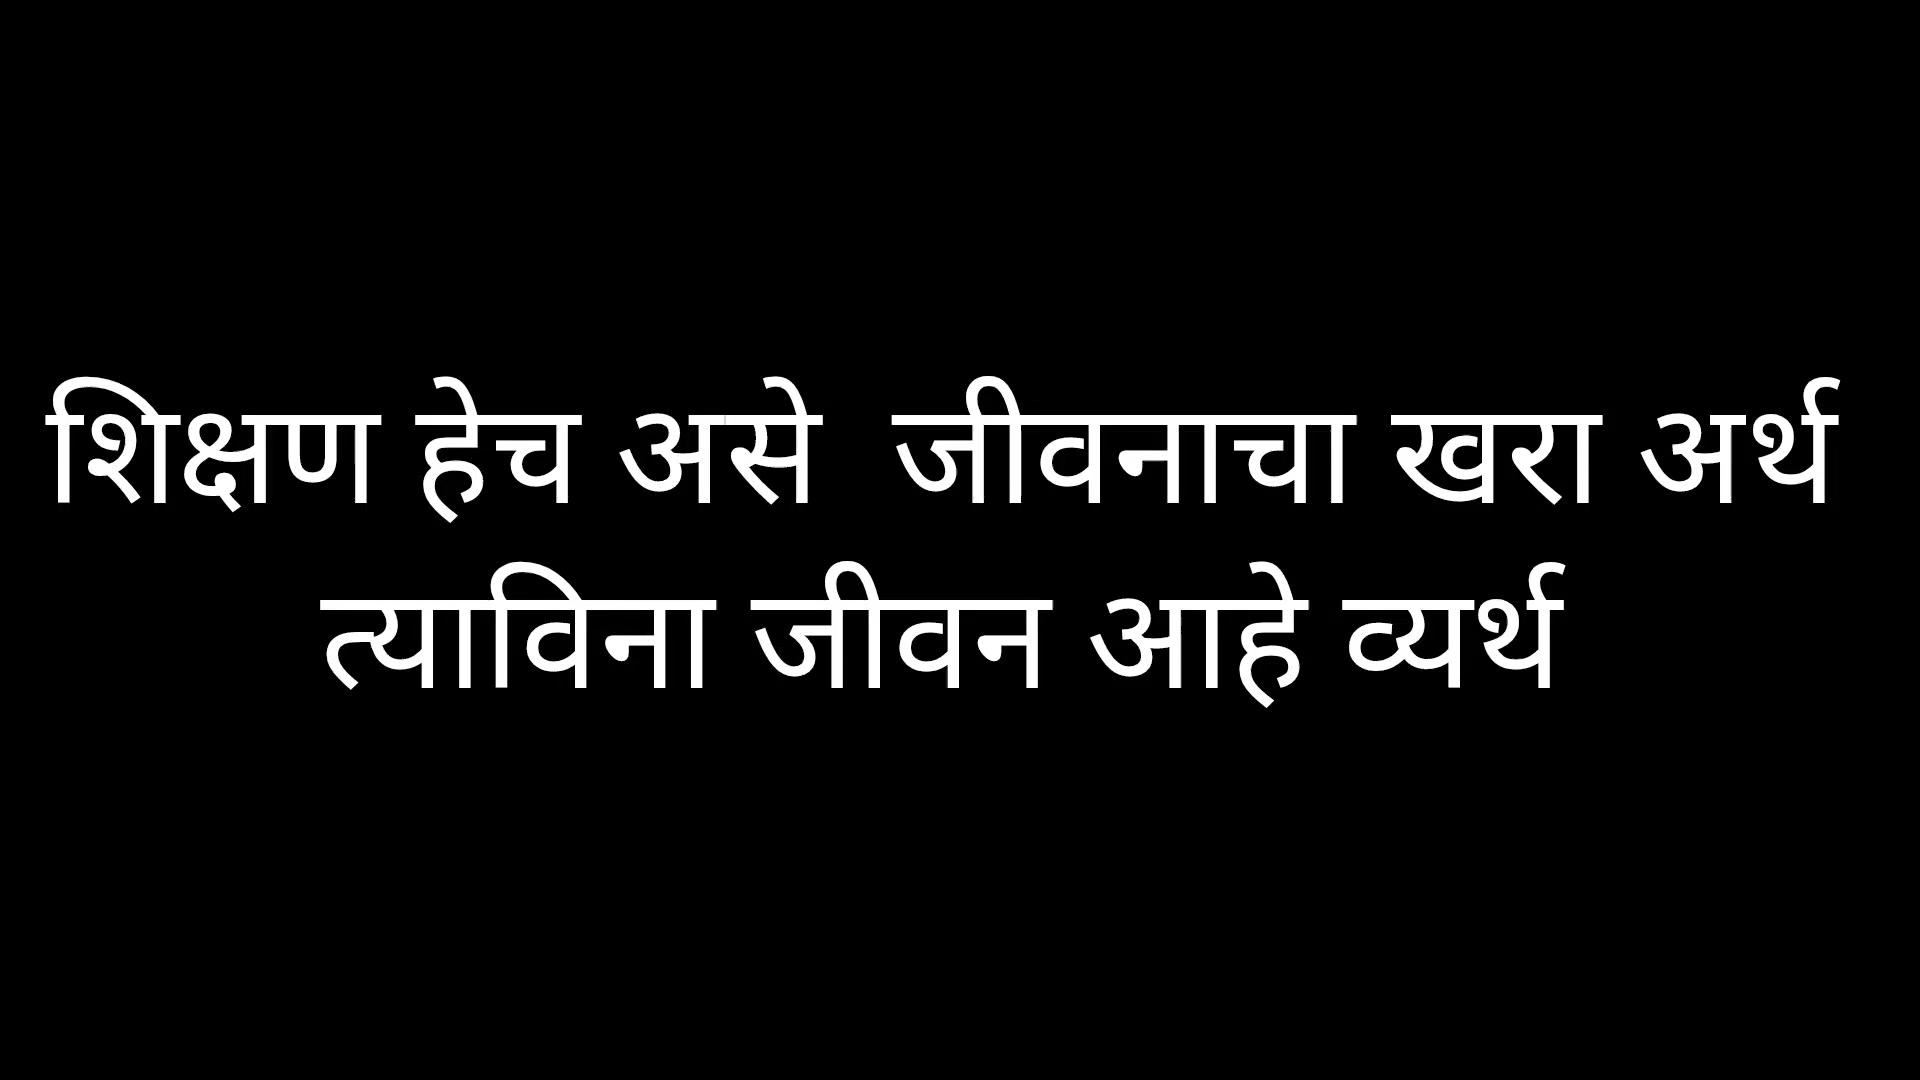 शिक्षण हेच असे  जीवनाचा खरा अर्थ
त्याविना जीवन आहे व्यर्थ